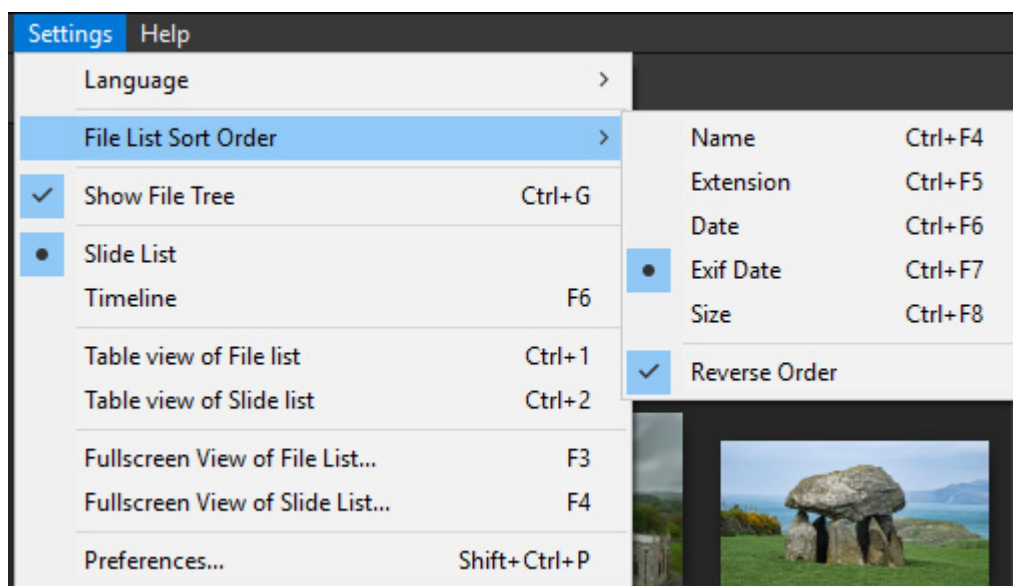 Settings Help
Language
File List Sort Order
Show File Tree Ctrl+G
Slide List
Timeline F6
Table view of File list Ctrl+1
Table view of Slide list Ctrl+2
Fullscreen View of File List... F3
Fullscreen View of Slide List... F4
Preferences... Shift+Ctrl+P
Name Ctrl+F4
Extension Ctrl+F5
Date Ctrl+F6
Exif Date Ctrl+F7
Size Ctrl+F8
Reverse Order